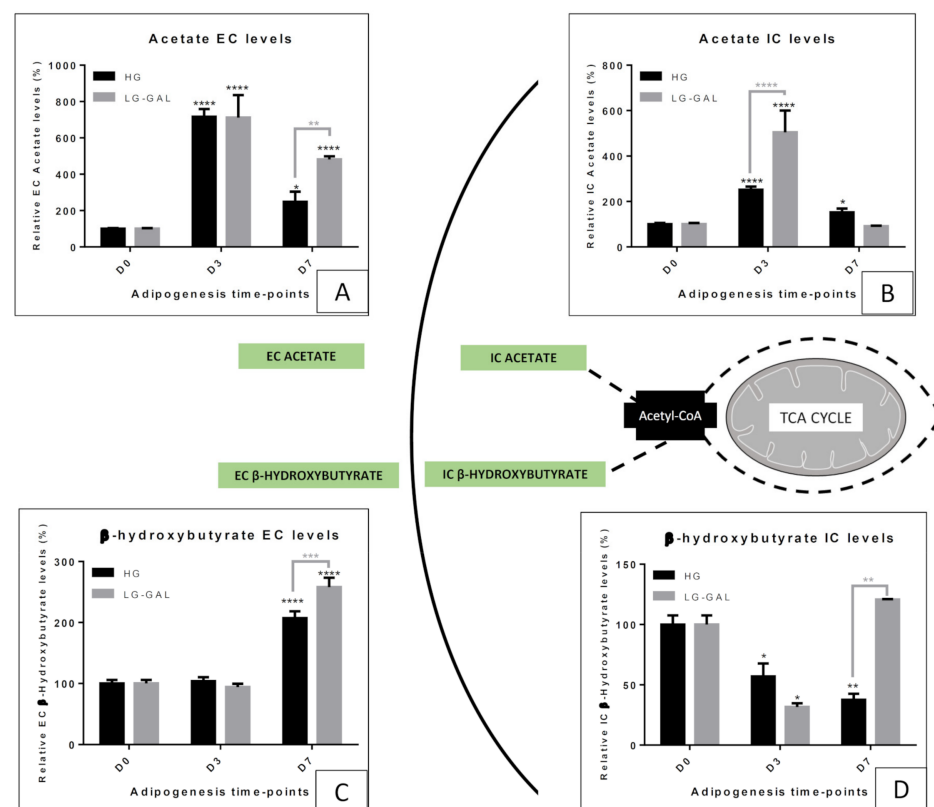 Acetate EC levels
Relative EC Acetate levels (%)
1000
800
600
400
200
0
HG
LG-GAL
****
****
*
**
****
D0
D3
D7
Adipogenesis time-points
A
Acetate IC levels
Relative IC Acetate levels (%)
800
600
400
200
0
HG
LG-GAL
****
****
****
*
D0
D3
D7
Adipogenesis time-points
B
EC ACETATE
IC ACETATE
Acetyl-CoA
TCA CYCLE
EC β-HYDROXYBUTYRATE
IC β-HYDROXYBUTYRATE
β-hydroxybutyrate EC levels
Relative EC β-Hydroxybutyrate levels (%)
300
200
100
0
HG
LG-GAL
****
***
****
D0
D3
D7
Adipogenesis time-points
C
β-hydroxybutyrate IC levels
Relative IC β-Hydroxybutyrate levels (%)
150
100
50
0
HG
LG-GAL
*
*
**
**
D0
D3
D7
Adipogenesis time-points
D